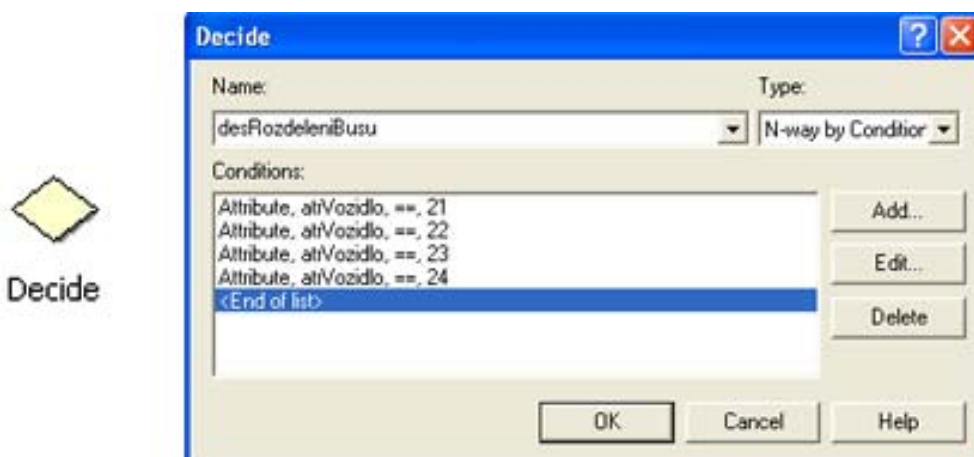 Decide
Name:
Type:
desRozdeleniBusu
N-way by Condition
Conditions:
Attribute, atrVozidlo, ==, 21
Attribute, atrVozidlo, ==, 22
Attribute, atrVozidlo, ==, 23
Attribute, atrVozidlo, ==, 24
<End of list>
Add...
Edit...
Delete
OK
Cancel
Help
Decide